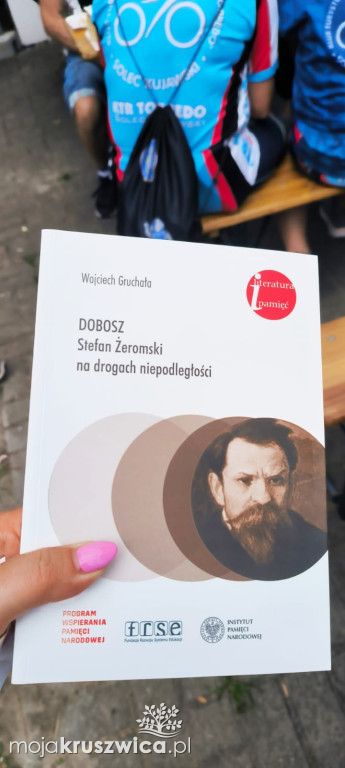 SOLEC KUJAWSKI
KTR TORPEDO
Wojciech Gruchała
literatura
i pamięć
DOBOSZ
Stefan Żeromski
na drogach niepodległości
PROGRAM
WSPIERANIA
PAMIĘCI
NARODOWEJ
frse
Fundacja Rozwoju Systemu Edukacji
INSTYTUT
PAMIĘCI
NARODOWEJ
mojakruszwica.pl